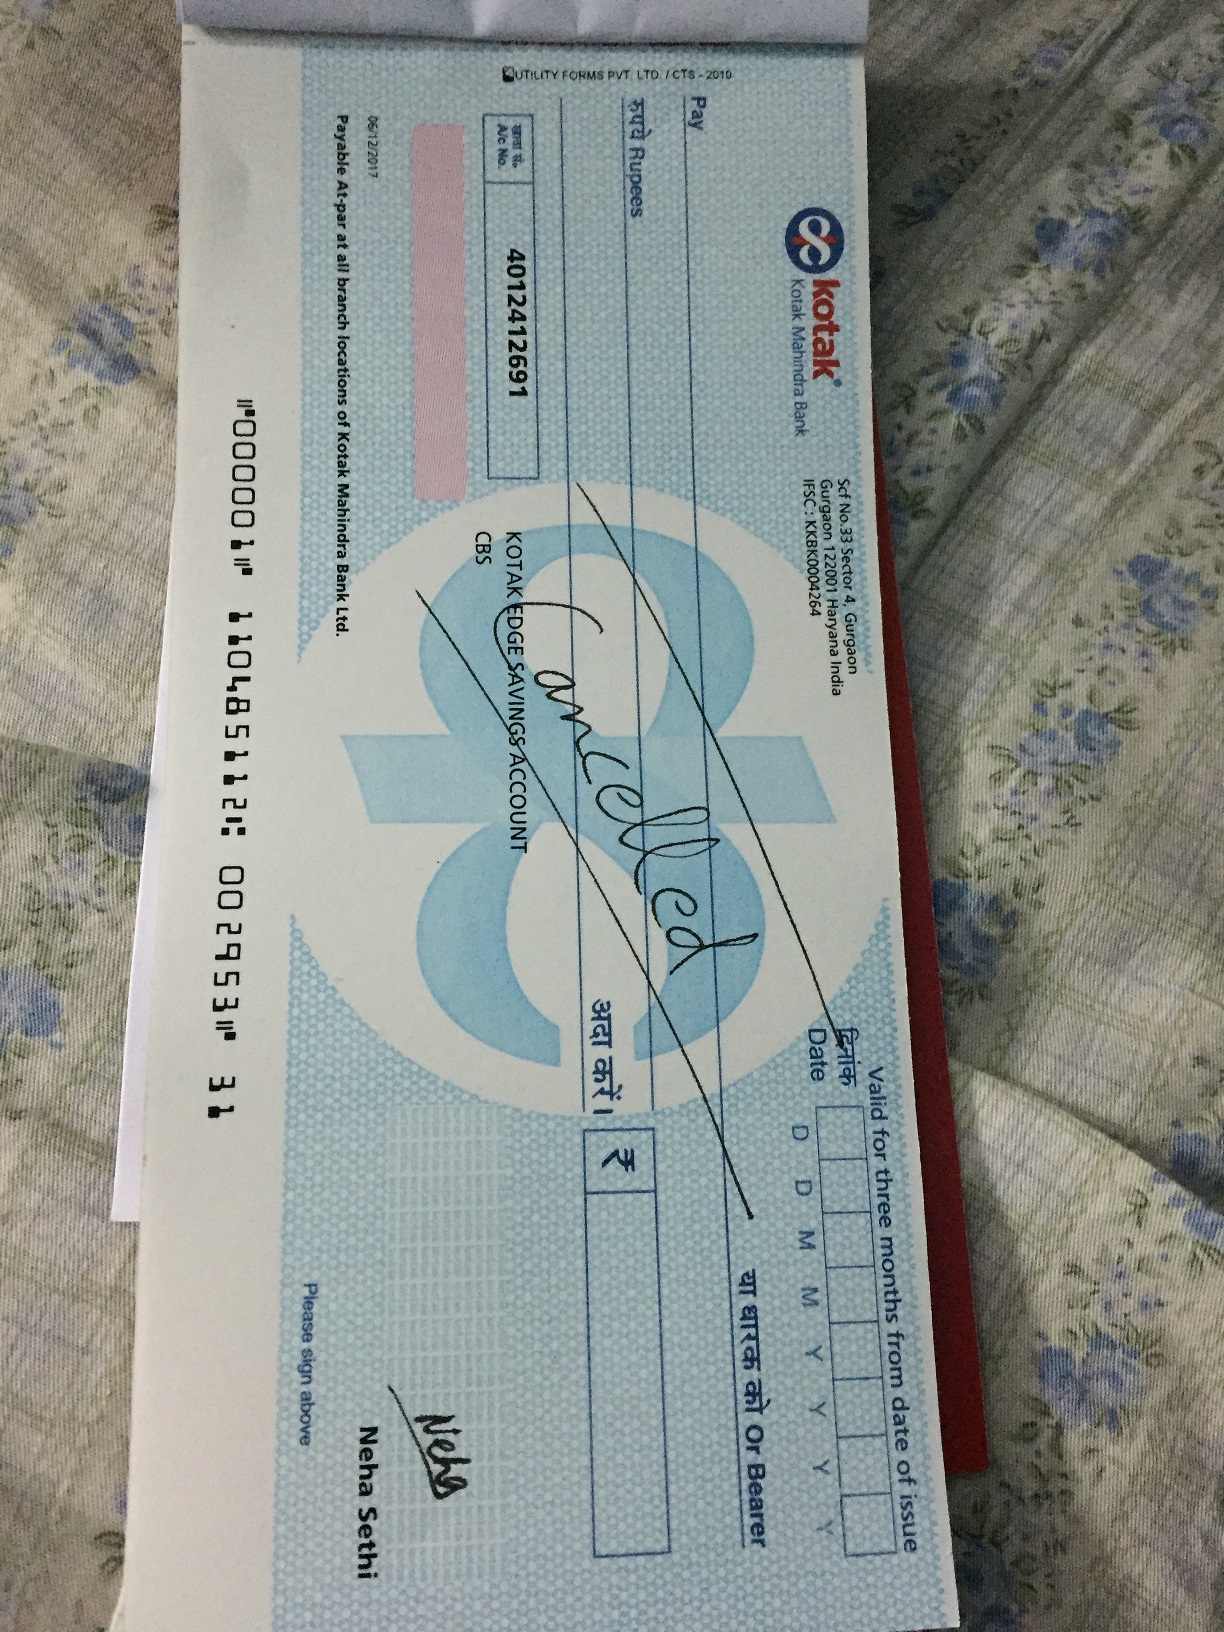 UTILITY FORMS PVT. LTD. / CTS - 2010
kotak®
Kotak Mahindra Bank
Scf No.33 Sector 4, Gurgaon
Gurgaon 122001 Haryana India
IFSC : KKBK0004264
Valid for three months from date of issue
दिनांक
Date
D D M M Y Y Y Y
Pay
या धारक को Or Bearer
रुपये Rupees
Cancelled
अदा करें।
₹
खाता सं.
A/c No.
4012412691
KOTAK EDGE SAVINGS ACCOUNT
CBS
Neha
Neha Sethi
06/12/2017
Payable At-par at all branch locations of Kotak Mahindra Bank Ltd.
Please sign above
⑈000001⑈ 110485112⑆ 002953⑈ 31